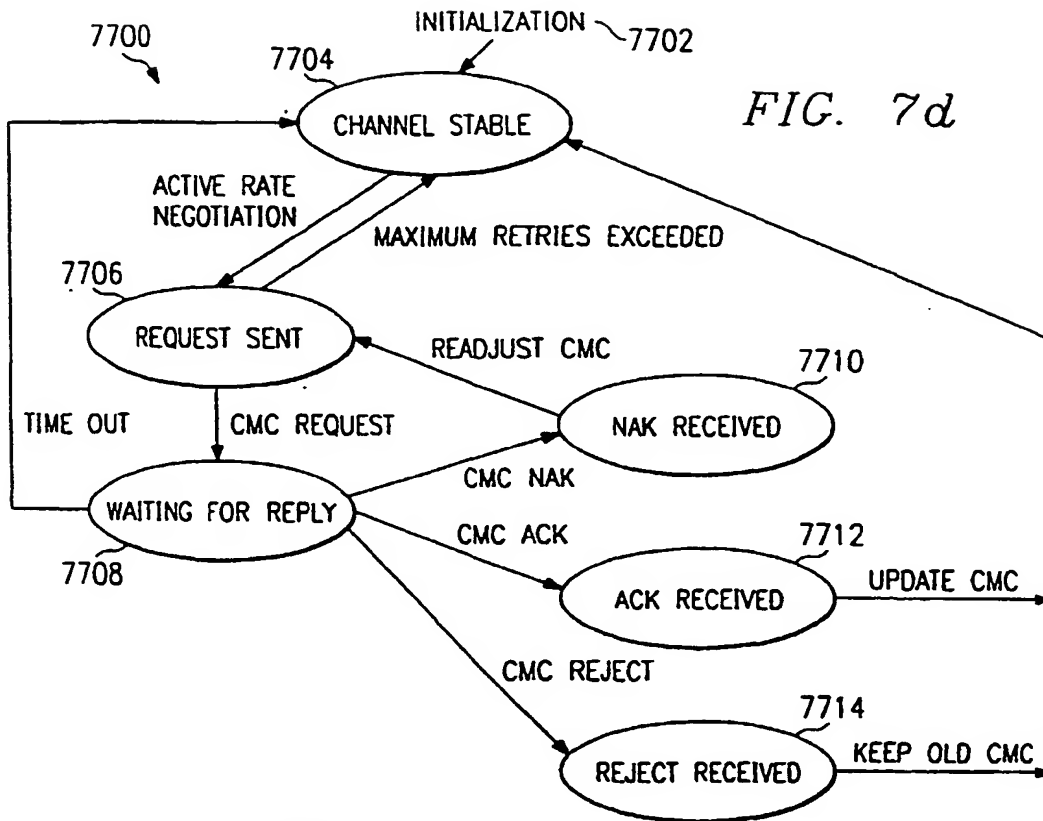 INITIALIZATION
7702
7700
7704
CHANNEL STABLE
FIG. 7d
ACTIVE RATE
NEGOTIATION
MAXIMUM RETRIES EXCEEDED
7706
REQUEST SENT
READJUST CMC
7710
NAK RECEIVED
TIME OUT
CMC REQUEST
CMC NAK
WAITING FOR REPLY
7708
CMC ACK
7712
ACK RECEIVED
UPDATE CMC
CMC REJECT
7714
REJECT RECEIVED
KEEP OLD CMC